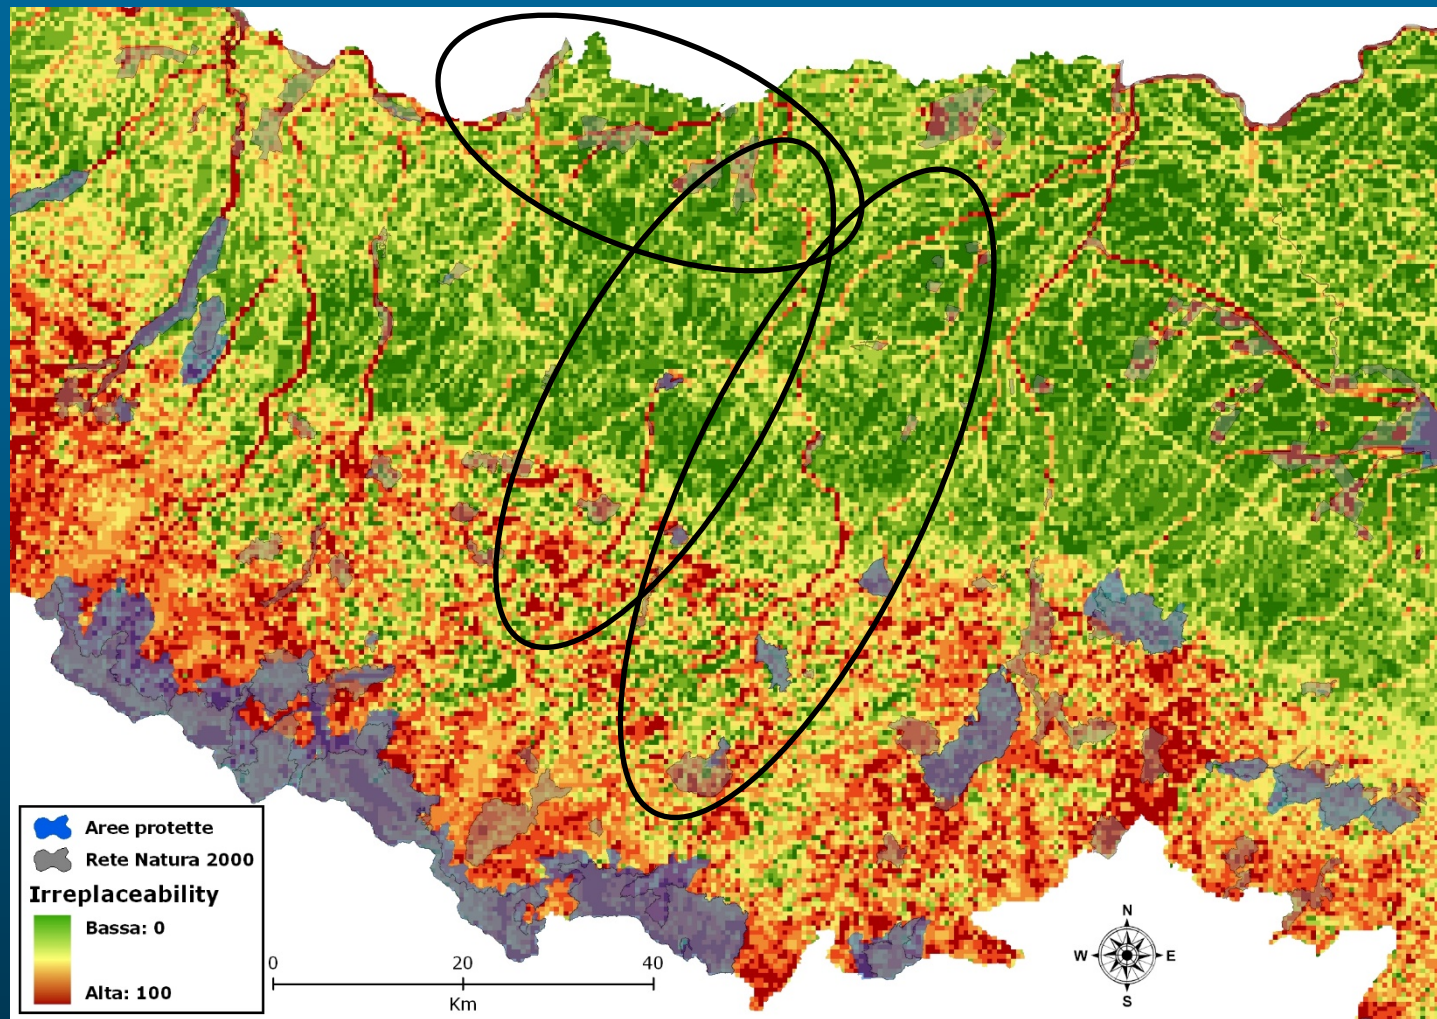 Aree protette
Rete Natura 2000
Irreplaceability
Bassa: 0
Alta: 100
0 20 40
Km
N
W E
S